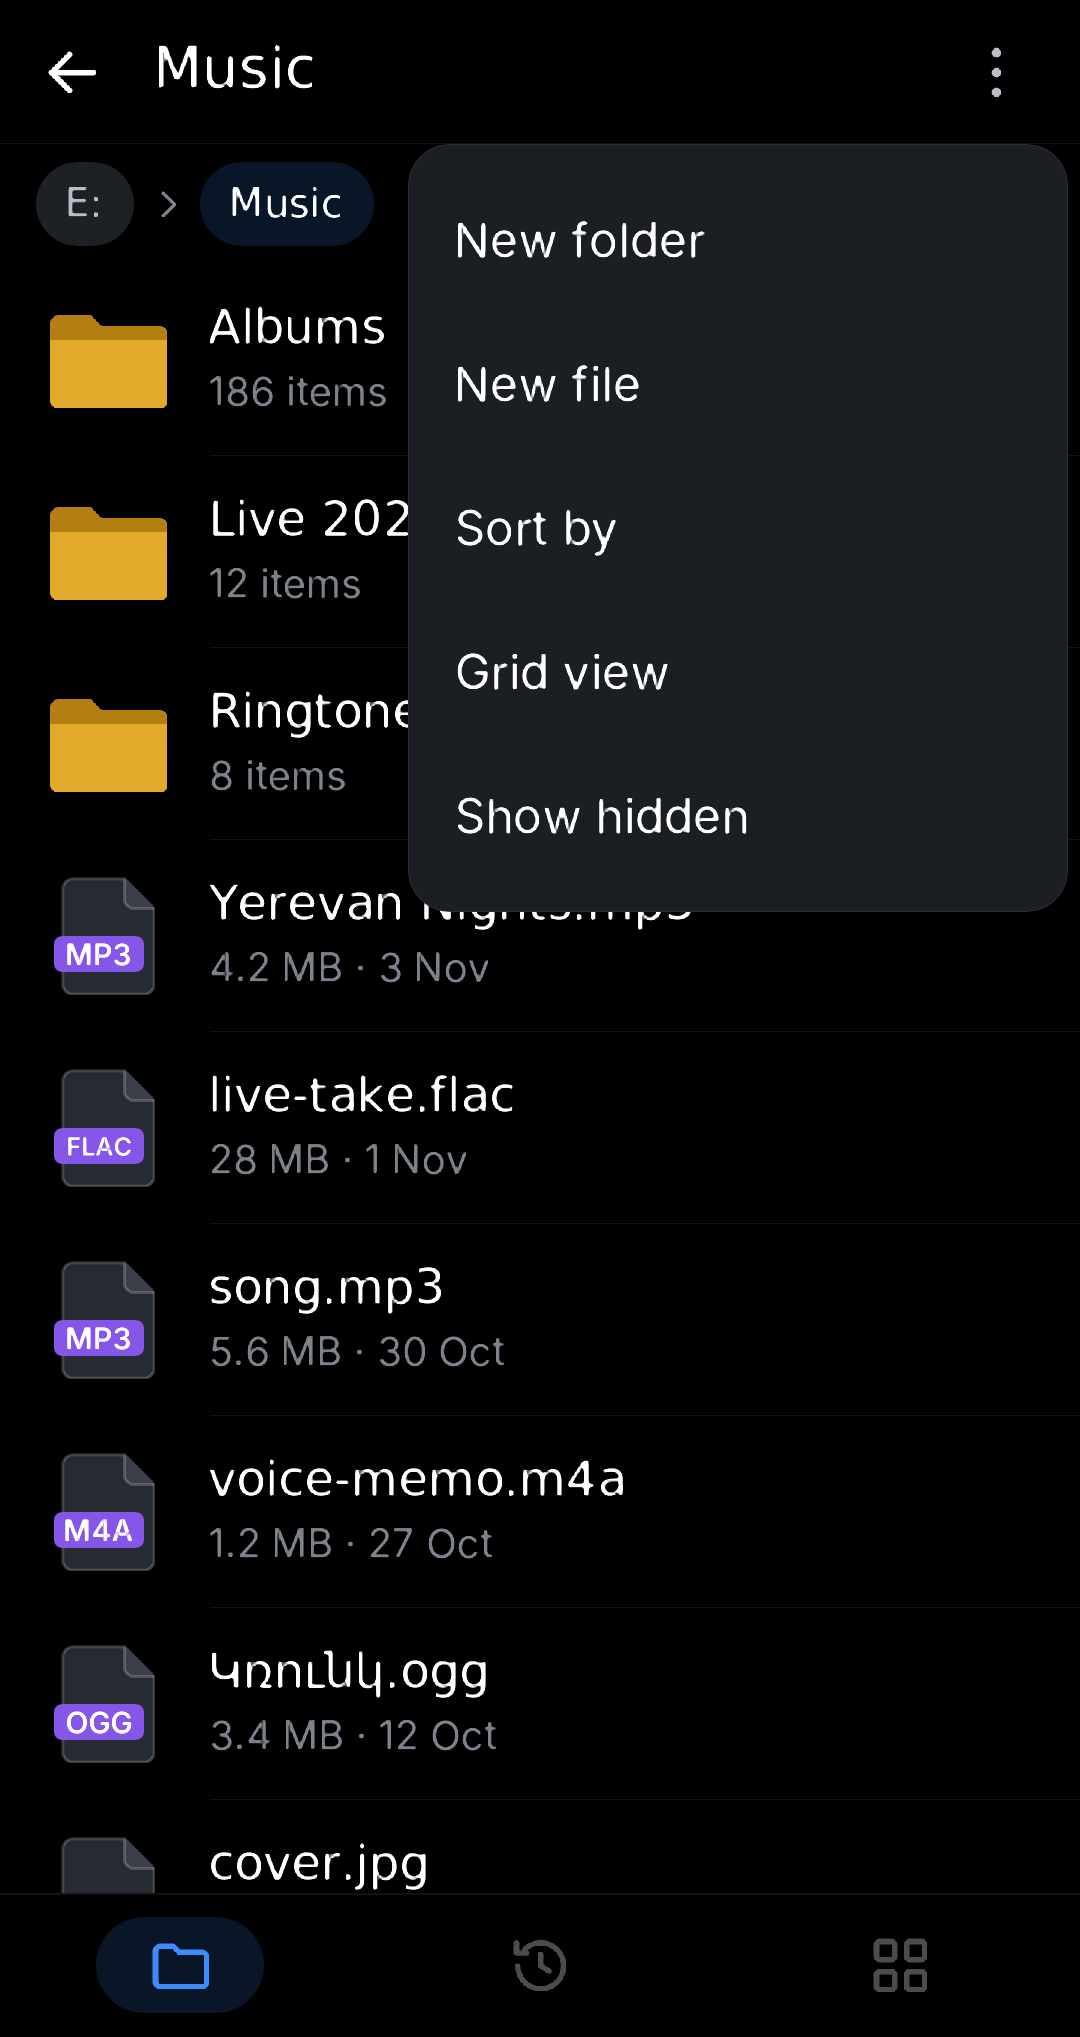 Music
E:
Music
New folder
New file
Sort by
Grid view
Show hidden
Albums
186 items
Live
12 items
8 items
MP3
Yerevan
4.2 MB · 3 Nov
FLAC
live-take.flac
28 MB · 1 Nov
MP3
song.mp3
5.6 MB · 30 Oct
M4A
voice-memo.m4a
1.2 MB · 27 Oct
OGG
Կռունկ.ogg
3.4 MB · 12 Oct
cover.jpg